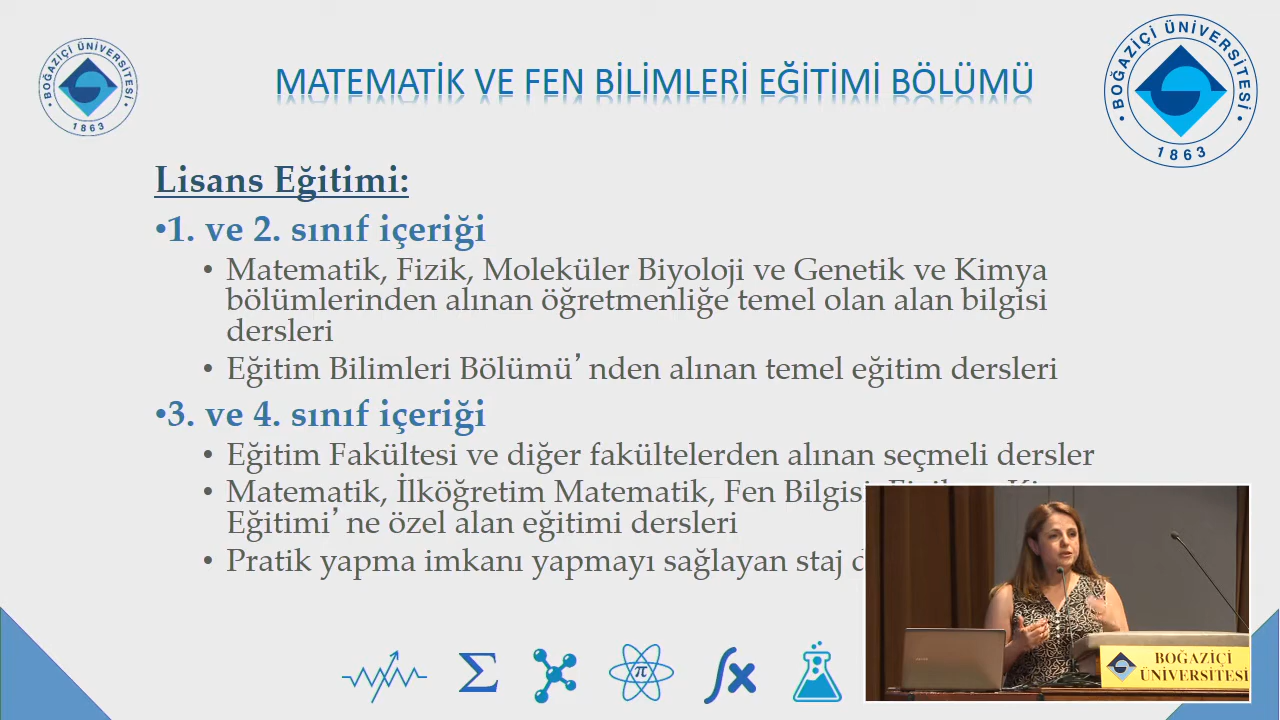 BOĞAZİÇİ ÜNİVERSİTESİ
1863
MATEMATİK VE FEN BİLİMLERİ EĞİTİMİ BÖLÜMÜ
BOĞAZİÇİ ÜNİVERSİTESİ
1863
Lisans Eğitimi:
•1. ve 2. sınıf içeriği
• Matematik, Fizik, Moleküler Biyoloji ve Genetik ve Kimya
bölümlerinden alınan öğretmenliğe temel olan alan bilgisi
dersleri
• Eğitim Bilimleri Bölümü’nden alınan temel eğitim dersleri
•3. ve 4. sınıf içeriği
• Eğitim Fakültesi ve diğer fakültelerden alınan seçmeli dersler
• Matematik, İlköğretim Matematik, Fen Bilgisi,
Eğitimi’ne özel alan eğitimi dersleri
• Pratik yapma imkanı yapmayı sağlayan staj
Σ
π
∫x
BOĞAZİÇİ
ÜNİVERSİTESİ